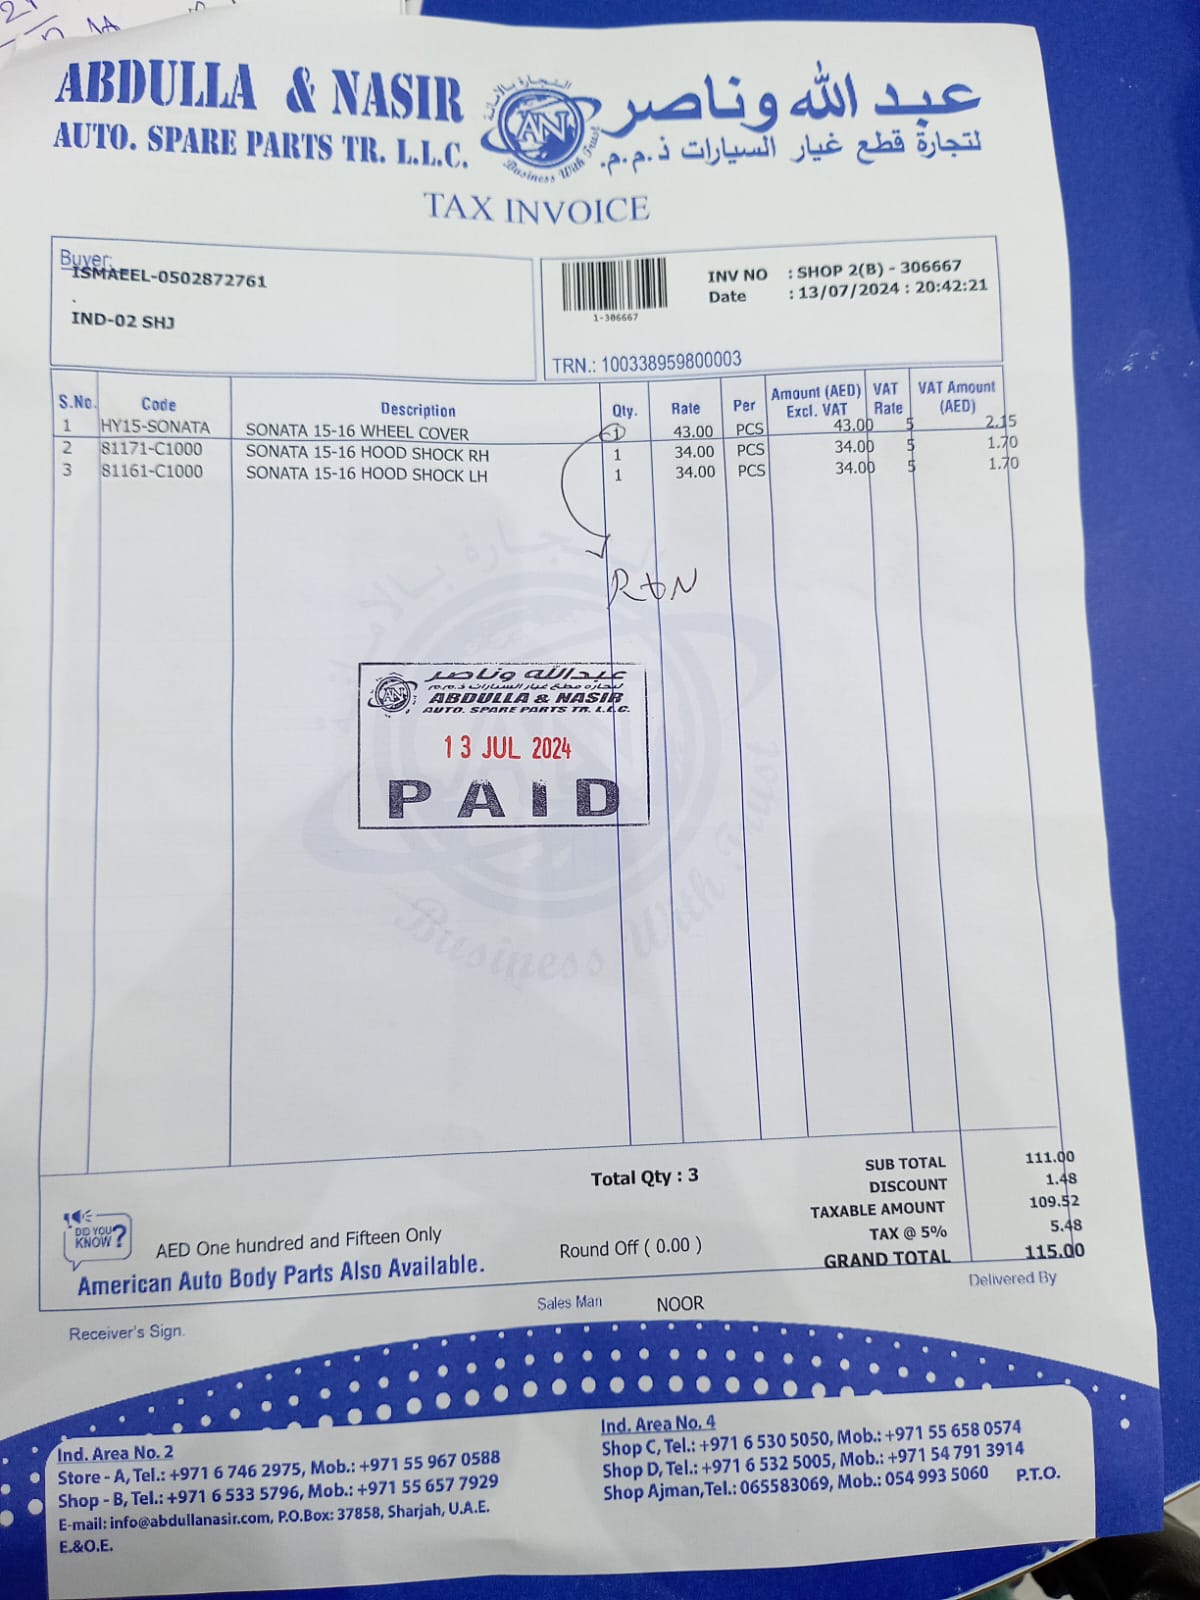 ABDULLA & NASIR
AUTO. SPARE PARTS TR. L.L.C.
AN
Business With Trust
عبد الله وناصر
لتجارة قطع غيار السيارات ذ.م.م.
TAX INVOICE
Buyer:
ISMAEEL-0502872761
.
IND-02 SHJ
1-306667
INV NO : SHOP 2(B) - 306667
Date : 13/07/2024 : 20:42:21
TRN.: 100338959800003
S.No. Code Description Qty. Rate Per Amount (AED) Excl. VAT VAT Rate VAT Amount (AED)
1 HY15-SONATA SONATA 15-16 WHEEL COVER 1 43.00 PCS 43.00 5 2.15
2 81171-C1000 SONATA 15-16 HOOD SHOCK RH 1 34.00 PCS 34.00 5 1.70
3 81161-C1000 SONATA 15-16 HOOD SHOCK LH 1 34.00 PCS 34.00 5 1.70
عبدالله وناصر
لتجارة قطع غيار السيارات ذ.م.م
AN
ABDULLA & NASIR
AUTO. SPARE PARTS TR. L.L.C.
13 JUL 2024
PAID
Business With Trust
Total Qty : 3
SUB TOTAL 111.00
DISCOUNT 1.48
TAXABLE AMOUNT 109.52
TAX @ 5% 5.48
GRAND TOTAL 115.00
DID YOU KNOW?
AED One hundred and Fifteen Only
Round Off ( 0.00 )
American Auto Body Parts Also Available.
Delivered By
Sales Man NOOR
Receiver's Sign.
Ind. Area No. 2
Store - A, Tel.: +971 6 746 2975, Mob.: +971 55 967 0588
Shop - B, Tel.: +971 6 533 5796, Mob.: +971 55 657 7929
E-mail: info@abdullanasir.com, P.O.Box: 37858, Sharjah, U.A.E.
E.&O.E.
Ind. Area No. 4
Shop C, Tel.: +971 6 530 5050, Mob.: +971 55 658 0574
Shop D, Tel.: +971 6 532 5005, Mob.: +971 54 791 3914
Shop Ajman,Tel.: 065583069, Mob.: 054 993 5060
P.T.O.